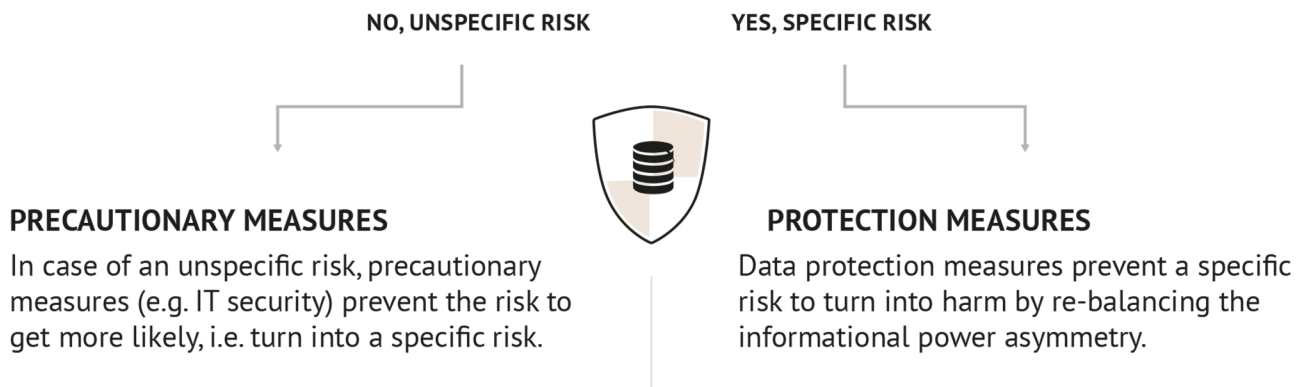 NO, UNSPECIFIC RISK
YES, SPECIFIC RISK
PRECAUTIONARY MEASURES
In case of an unspecific risk, precautionary
measures (e.g. IT security) prevent the risk to
get more likely, i.e. turn into a specific risk.
PROTECTION MEASURES
Data protection measures prevent a specific
risk to turn into harm by re-balancing the
informational power asymmetry.